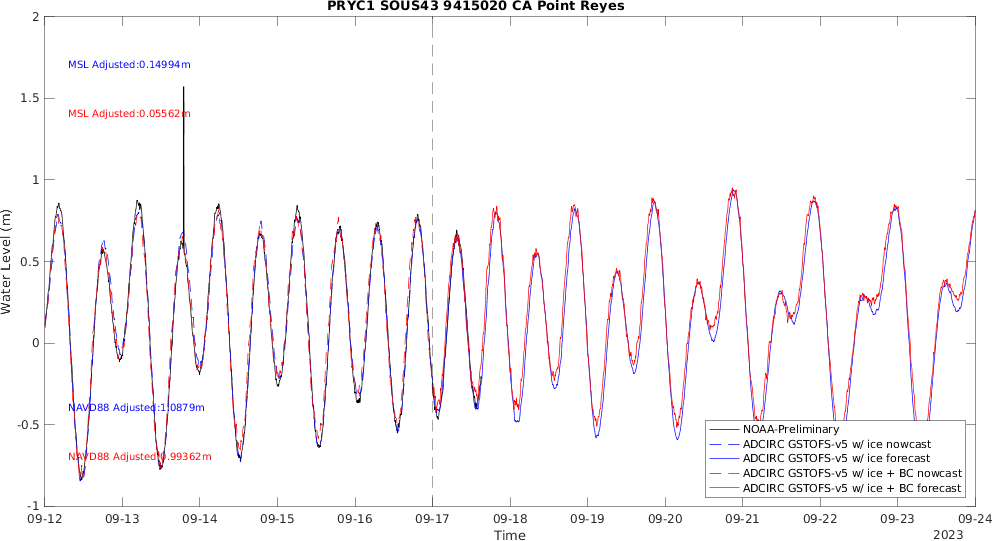 PRYC1 SOUS43 9415020 CA Point Reyes
2
MSL Adjusted:0.14994m
1.5
MSL Adjusted:0.05562m
1
0.5
Water Level (m)
0
NAVD88 Adjusted:1.0879m
-0.5
NOAA-Preliminary
ADCIRC GSTOFS-v5 w/ ice nowcast
NAVD88 Adjusted:0.99362m
ADCIRC GSTOFS-v5 w/ ice forecast
ADCIRC GSTOFS-v5 w/ ice + BC nowcast
ADCIRC GSTOFS-v5 w/ ice + BC forecast
-1
09-12 09-13 09-14 09-15 09-16 09-17 09-18 09-19 09-20 09-21 09-22 09-23 09-24
Time
2023